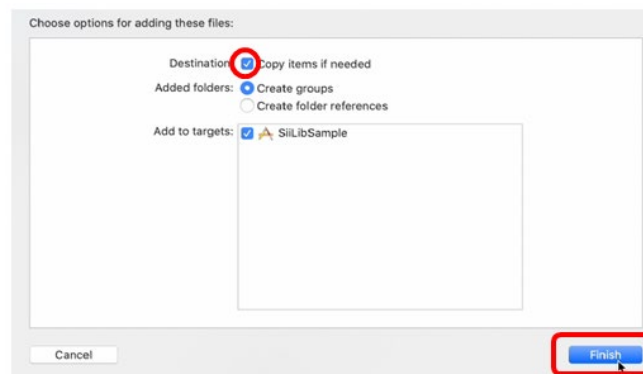 Choose options for adding these files:
Destination: Copy items if needed
Added folders: Create groups
Create folder references
Add to targets: SiiLibSample
Cancel
Finish